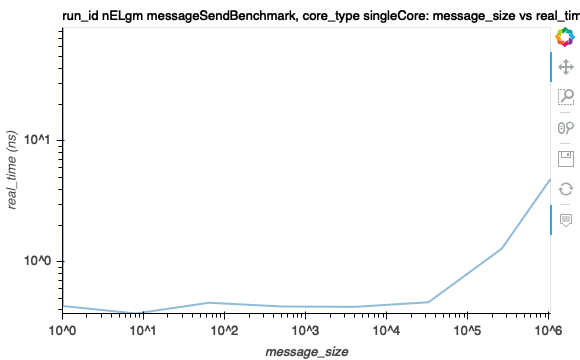 run_id nELgm messageSendBenchmark, core_type singleCore: message_size vs real_tim
real_time (ns)
10^1
10^0
10^0 10^1 10^2 10^3 10^4 10^5 10^6
message_size